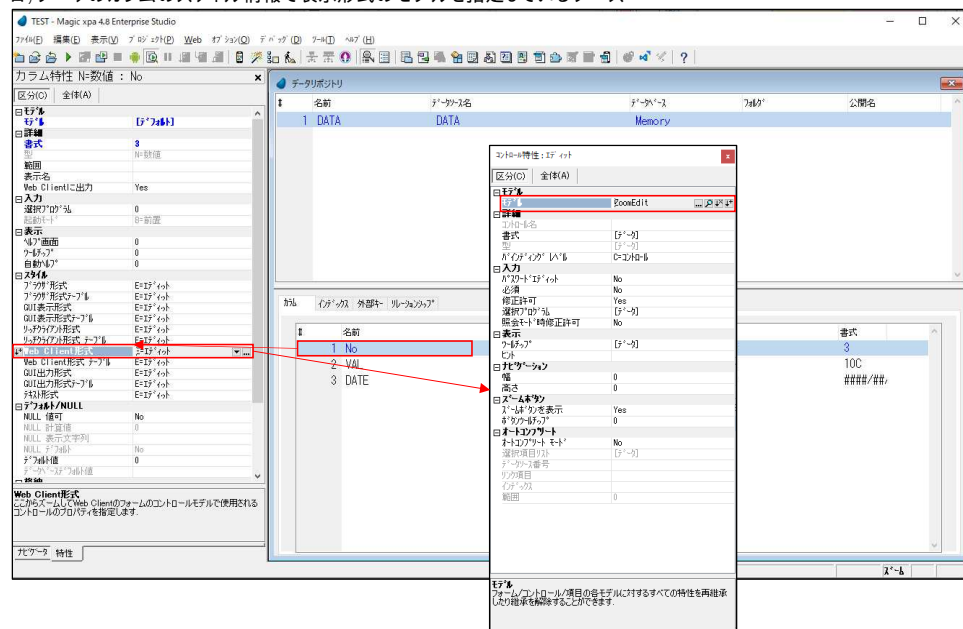 TEST - Magic xpa 4.8 Enterprise Studio
ﾌｧｲﾙ(F) 編集(E) 表示(V) ﾌﾟﾛｼﾞｪｸﾄ(P) Web ｵﾌﾟｼｮﾝ(O) ﾃﾞﾊﾞｯｸﾞ(D) ﾂｰﾙ(T) ﾍﾙﾌﾟ(H)
カラム特性 N=数値 : No
区分(C) 全体(A)
ﾓﾃﾞﾙ
ﾓﾃﾞﾙ [ﾃﾞﾌｫﾙﾄ]
詳細
書式 3
型 N=数値
範囲
表示名
Web Clientに出力 Yes
入力
選択ﾌﾟﾛｸﾞﾗﾑ 0
起動ﾓｰﾄﾞ B=前置
表示
ﾍﾙﾌﾟ画面 0
ﾂｰﾙﾁｯﾌﾟ 0
自動ﾍﾙﾌﾟ 0
ｽﾀｲﾙ
ﾌﾞﾗｳｻﾞ形式 E=ｴﾃﾞｨｯﾄ
ﾌﾞﾗｳｻﾞ形式ﾃｰﾌﾞﾙ E=ｴﾃﾞｨｯﾄ
GUI表示形式 E=ｴﾃﾞｨｯﾄ
GUI表示形式ﾃｰﾌﾞﾙ E=ｴﾃﾞｨｯﾄ
ﾘｯﾁｸﾗｲｱﾝﾄ形式 E=ｴﾃﾞｨｯﾄ
ﾘｯﾁｸﾗｲｱﾝﾄ形式 ﾃｰﾌﾞﾙ E=ｴﾃﾞｨｯﾄ
Web Client形式 E=ｴﾃﾞｨｯﾄ
Web Client形式 ﾃｰﾌﾞﾙ E=ｴﾃﾞｨｯﾄ
GUI出力形式 E=ｴﾃﾞｨｯﾄ
GUI出力形式ﾃｰﾌﾞﾙ E=ｴﾃﾞｨｯﾄ
ﾃｷｽﾄ形式 E=ｴﾃﾞｨｯﾄ
ﾃﾞﾌｫﾙﾄ/NULL
NULL 値可 No
NULL 計算値 0
NULL 表示文字列
NULL ﾃﾞﾌｫﾙﾄ No
ﾃﾞﾌｫﾙﾄ値 0
ﾃﾞｰﾀﾍﾞｰｽﾃﾞﾌｫﾙﾄ値
格納
Web Client形式
ここからズームしてWeb Clientのフォームのコントロールモデルで使用される
コントロールのプロパティを指定します.
ﾅﾋﾞｹﾞｰﾀ 特性
ﾃﾞｰﾀﾘﾎﾟｼﾞﾄﾘ
名前 ﾃﾞｰﾀｿｰｽ名 ﾃﾞｰﾀﾍﾞｰｽ ﾌｫﾙﾀﾞ 公開名
1 DATA DATA Memory
ｶﾗﾑ ｲﾝﾃﾞｯｸｽ 外部ｷｰ ﾘﾚｰｼｮﾝｼｯﾌﾟ
名前 書式
1 No 3
2 VAL 10C
3 DATE ####/##/
ｺﾝﾄﾛｰﾙ特性 : ｴﾃﾞｨｯﾄ
区分(C) 全体(A)
ﾓﾃﾞﾙ
ﾓﾃﾞﾙ ZoomEdit
詳細
ｺﾝﾄﾛｰﾙ名
書式 [ﾃﾞｰﾀ]
型 [ﾃﾞｰﾀ]
ﾊﾞｲﾝﾃﾞｨﾝｸﾞ ﾚﾍﾞﾙ C=ｺﾝﾄﾛｰﾙ
入力
ﾊﾟｽﾜｰﾄﾞｴﾃﾞｨｯﾄ No
必須 No
修正許可 Yes
選択ﾌﾟﾛｸﾞﾗﾑ [ﾃﾞｰﾀ]
照会ﾓｰﾄﾞ時修正許可 No
表示
ﾂｰﾙﾁｯﾌﾟ [ﾃﾞｰﾀ]
ﾋﾝﾄ
ﾅﾋﾞｹﾞｰｼｮﾝ
幅 0
高さ 0
ｽﾞｰﾑﾎﾞﾀﾝ
ｽﾞｰﾑﾎﾞﾀﾝを表示 Yes
ﾎﾞﾀﾝﾂｰﾙﾁｯﾌﾟ 0
ｵｰﾄｺﾝﾌﾟﾘｰﾄ
ｵｰﾄｺﾝﾌﾟﾘｰﾄ ﾓｰﾄﾞ No
選択項目ﾘｽﾄ [ﾃﾞｰﾀ]
ﾃﾞｰﾀｿｰｽ番号
ﾘﾝｸ項目
ｲﾝﾃﾞｯｸｽ
範囲 0
ﾓﾃﾞﾙ
フォーム/コントロール/項目の各モデルに対するすべての特性を再継承
したり継承を解除することができます.
ｽﾞｰﾑ